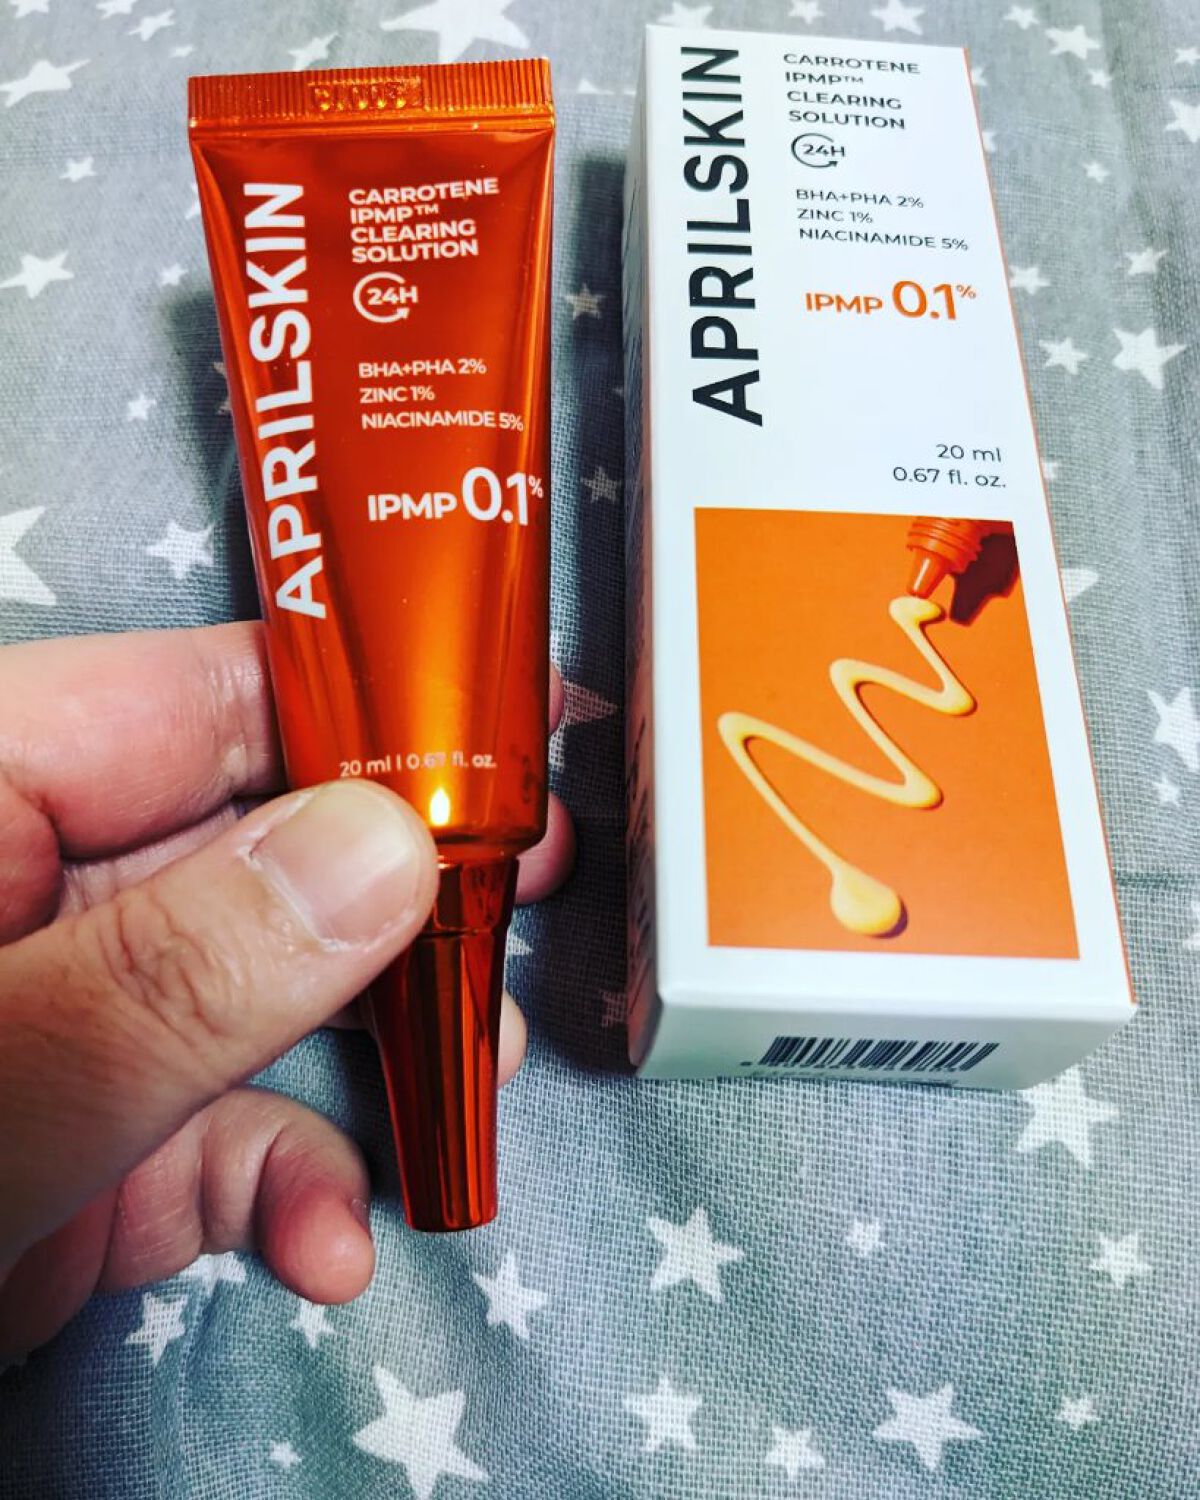 APRILSKIN
CARROTENE
IPMP™
CLEARING
SOLUTION
24H
BHA+PHA 2%
ZINC 1%
NIACINAMIDE 5%
IPMP 0.1%
20 ml | 0.67 fl. oz.
APRILSKIN
CARROTENE
IPMP™
CLEARING
SOLUTION
24H
BHA+PHA 2%
ZINC 1%
NIACINAMIDE 5%
IPMP 0.1%
20 ml
0.67 fl. oz.